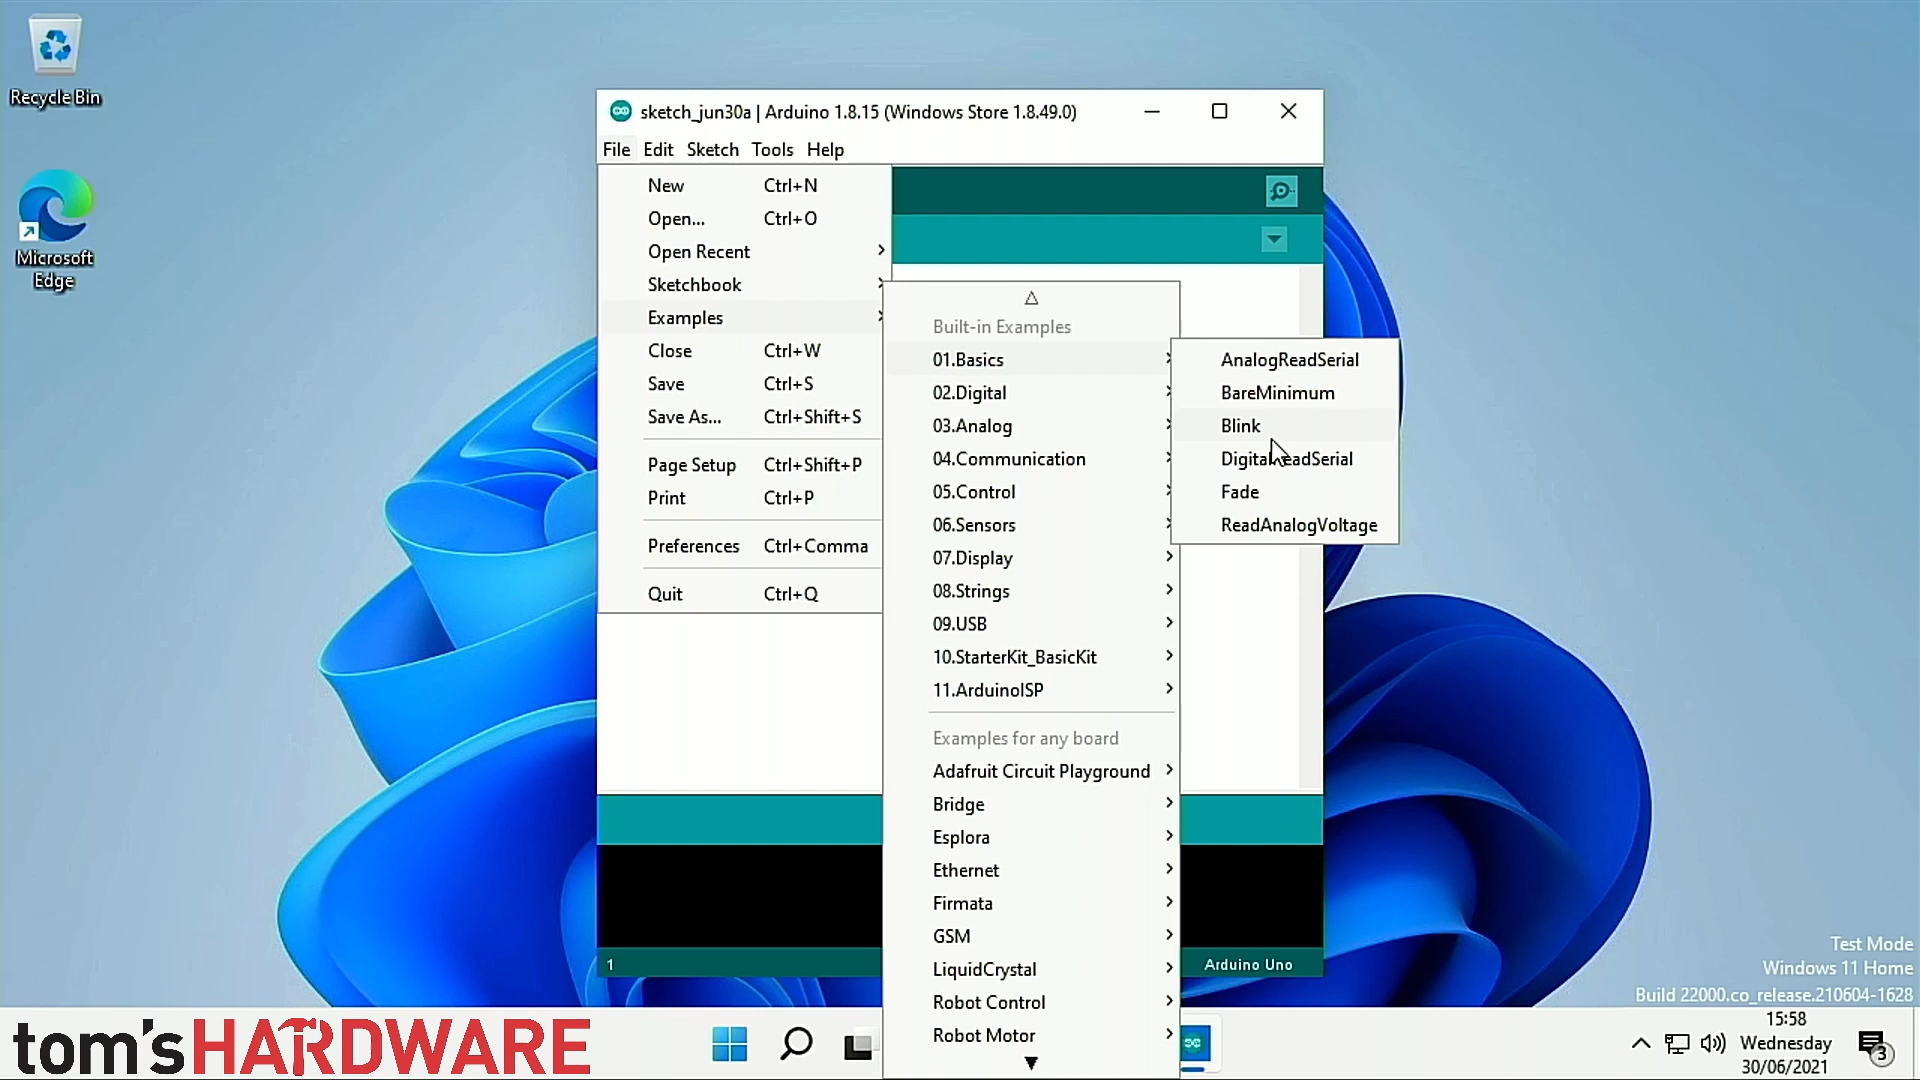 Recycle Bin
Microsoft
Edge
sketch_jun30a | Arduino 1.8.15 (Windows Store 1.8.49.0)
File Edit Sketch Tools Help
New Ctrl+N
Open... Ctrl+O
Open Recent
Sketchbook
Examples
Close Ctrl+W
Save Ctrl+S
Save As... Ctrl+Shift+S
Page Setup Ctrl+Shift+P
Print Ctrl+P
Preferences Ctrl+Comma
Quit Ctrl+Q
Built-in Examples
01.Basics
02.Digital
03.Analog
04.Communication
05.Control
06.Sensors
07.Display
08.Strings
09.USB
10.StarterKit_BasicKit
11.ArduinoISP
Examples for any board
Adafruit Circuit Playground
Bridge
Esplora
Ethernet
Firmata
GSM
LiquidCrystal
Robot Control
Robot Motor
AnalogReadSerial
BareMinimum
Blink
DigitalReadSerial
Fade
ReadAnalogVoltage
1
Arduino Uno
Test Mode
Windows 11 Home
Build 22000.co_release.210604-1628
tom's HARDWARE
15:58
Wednesday
30/06/2021
3